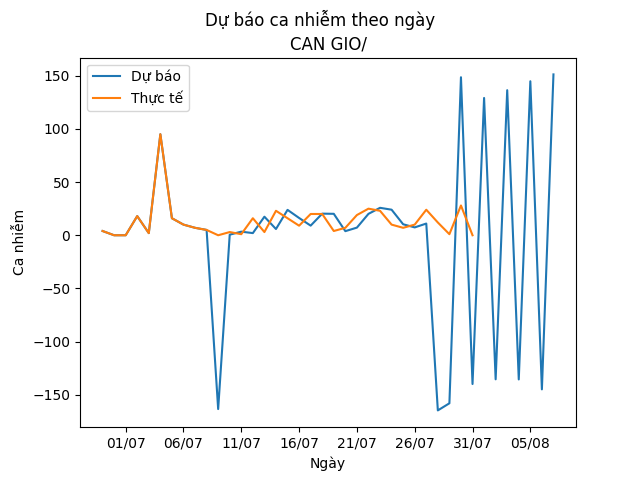 Dự báo ca nhiễm theo ngày
CAN GIO/
Dự báo
Thực tế
Ca nhiễm
150
100
50
0
−50
−100
−150
01/07 06/07 11/07 16/07 21/07 26/07 31/07 05/08
Ngày